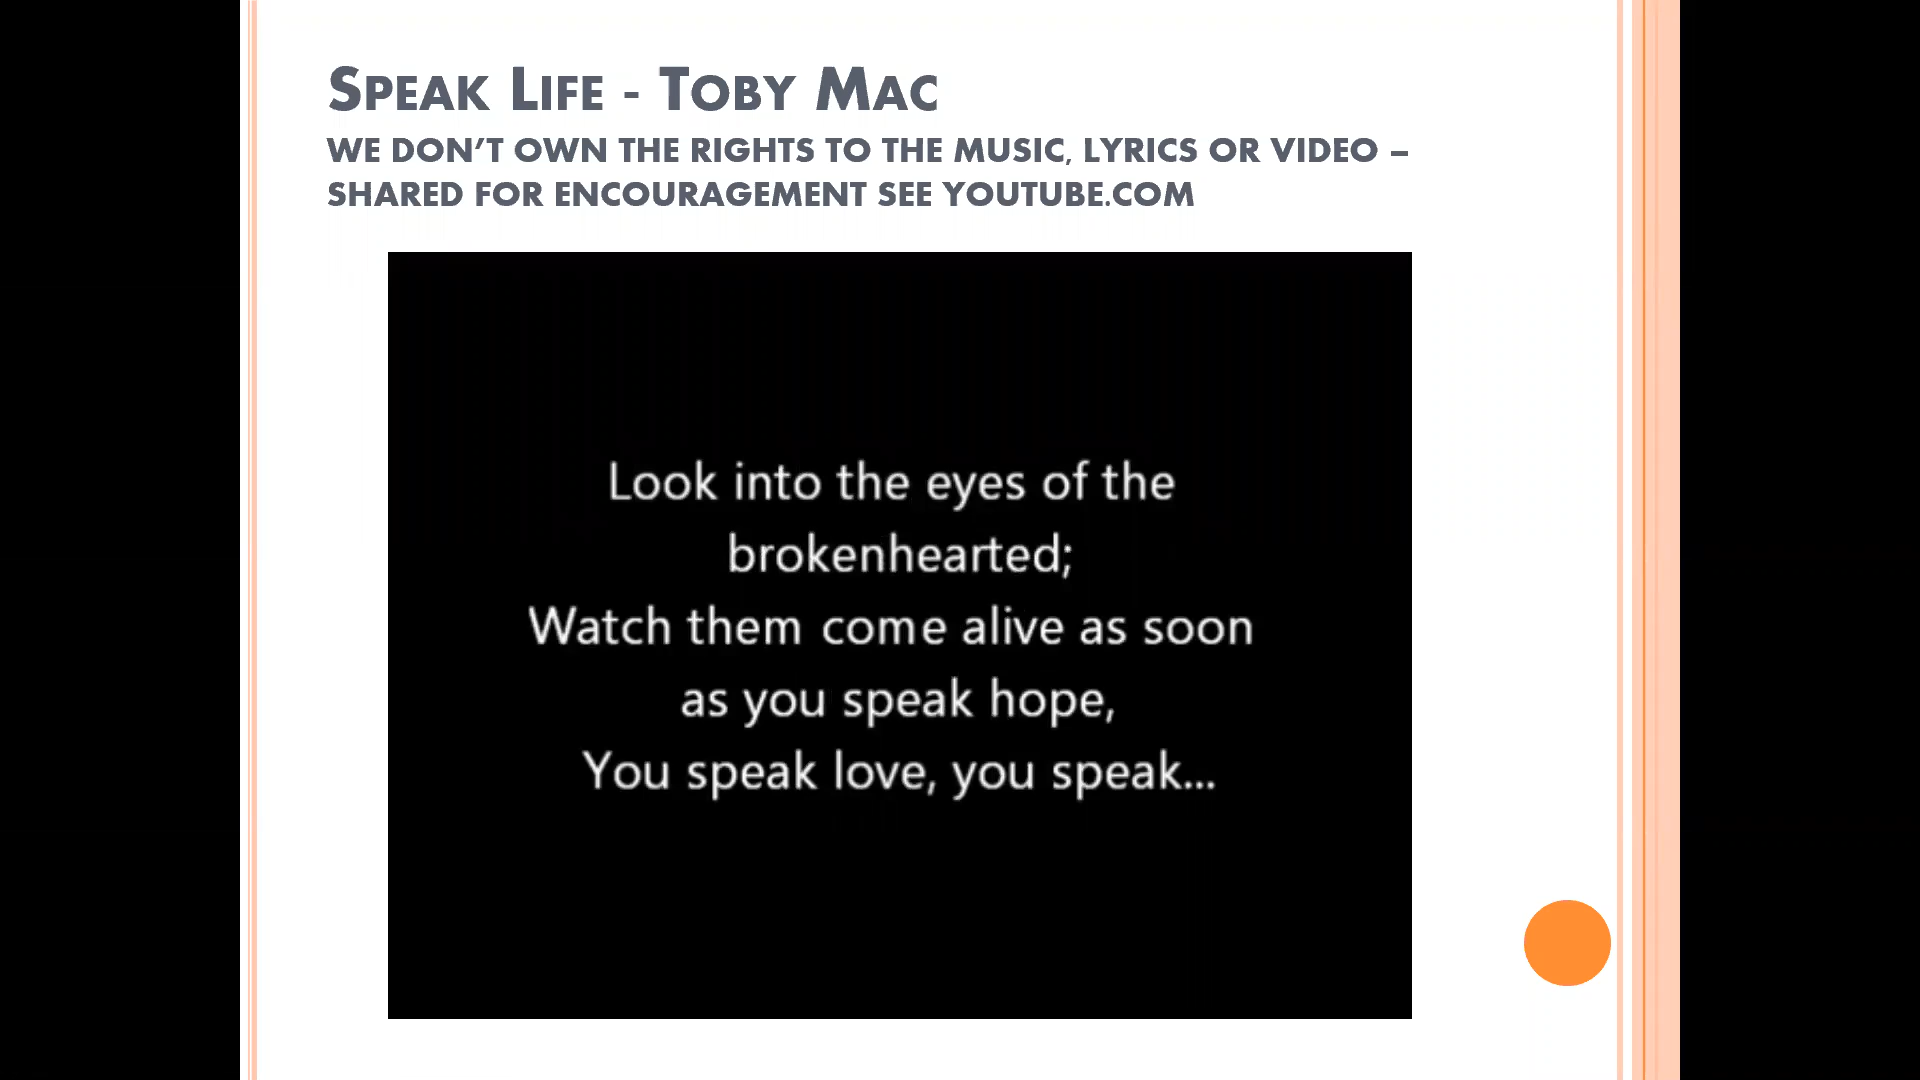 SPEAK LIFE - TOBY MAC
WE DON’T OWN THE RIGHTS TO THE MUSIC, LYRICS OR VIDEO –
SHARED FOR ENCOURAGEMENT SEE YOUTUBE.COM
Look into the eyes of the
brokenhearted;
Watch them come alive as soon
as you speak hope,
You speak love, you speak...